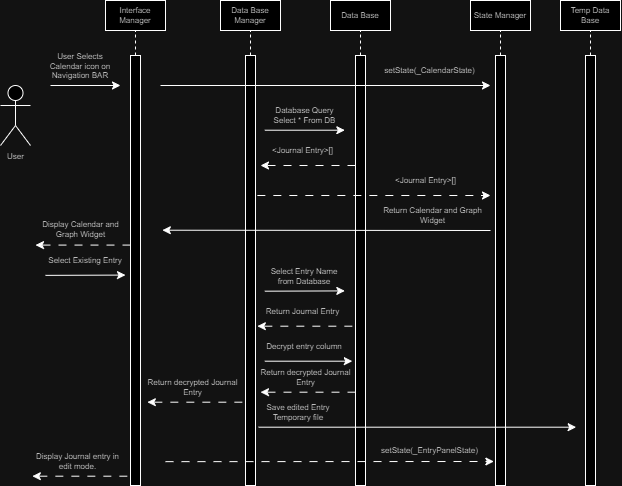 Interface
Manager
Data Base
Manager
Data Base
State Manager
Temp Data
Base
User Selects
Calendar icon on
Navigation BAR
setState(_CalendarState)
Database Query
Select * From DB
User
<Journal Entry>[]
<Journal Entry>[]
Return Calendar and Graph
Widget
Display Calendar and
Graph Widget
Select Existing Entry
Select Entry Name
from Database
Return Journal Entry
Decrypt entry column
Return decrypted Journal
Entry
Return decrypted Journal
Entry
Save edited Entry
Temporary file
Display Journal entry in
edit mode.
setState(_EntryPanelState)